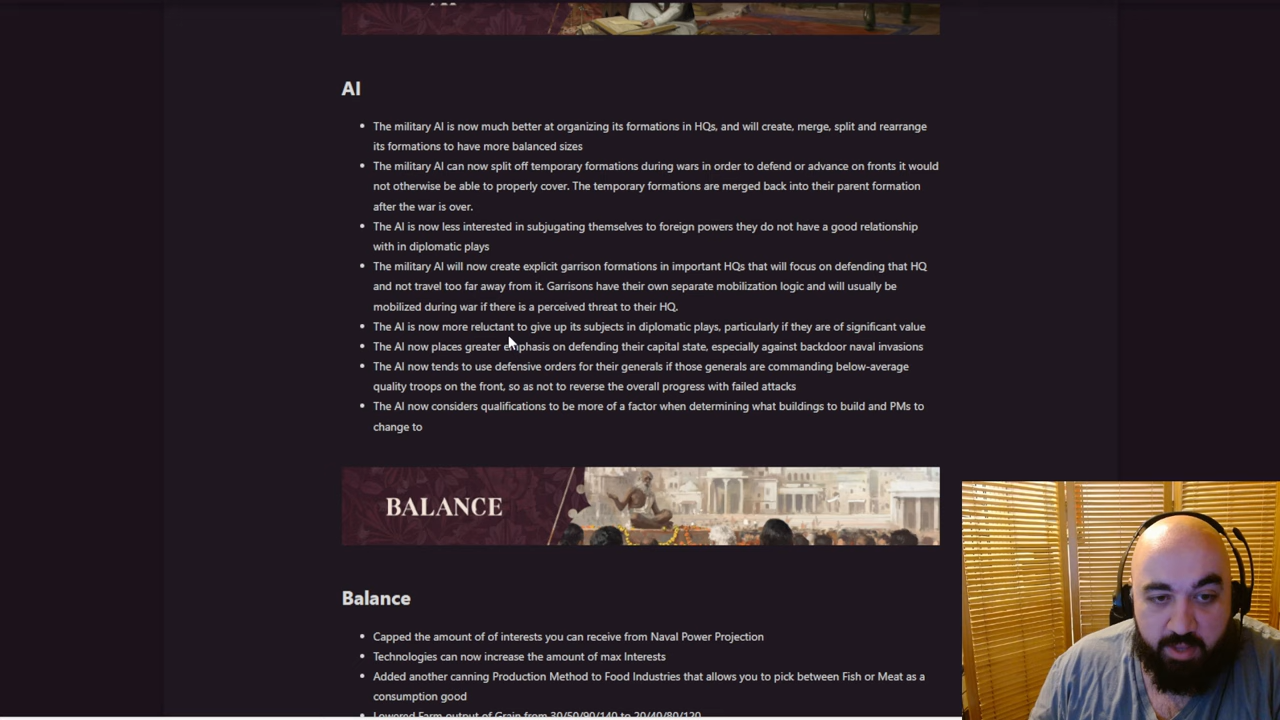 AI
The military AI is now much better at organizing its formations in HQs, and will create, merge, split and rearrange
its formations to have more balanced sizes
The military AI can now split off temporary formations during wars in order to defend or advance on fronts it would
not otherwise be able to properly cover. The temporary formations are merged back into their parent formation
after the war is over.
The AI is now less interested in subjugating themselves to foreign powers they do not have a good relationship
with in diplomatic plays
The military AI will now create explicit garrison formations in important HQs that will focus on defending that HQ
and not travel too far away from it. Garrisons have their own separate mobilization logic and will usually be
mobilized during war if there is a perceived threat to their HQ.
The AI is now more reluctant to give up its subjects in diplomatic plays, particularly if they are of significant value
The AI now places greater emphasis on defending their capital state, especially against backdoor naval invasions
The AI now tends to use defensive orders for their generals if those generals are commanding below-average
quality troops on the front, so as not to reverse the overall progress with failed attacks
The AI now considers qualifications to be more of a factor when determining what buildings to build and PMs to
change to
BALANCE
Balance
Capped the amount of of interests you can receive from Naval Power Projection
Technologies can now increase the amount of max Interests
Added another canning Production Method to Food Industries that allows you to pick between Fish or Meat as a
consumption good
Lowered Farm output of Grain from 30/50/90/140 to 20/40/80/120